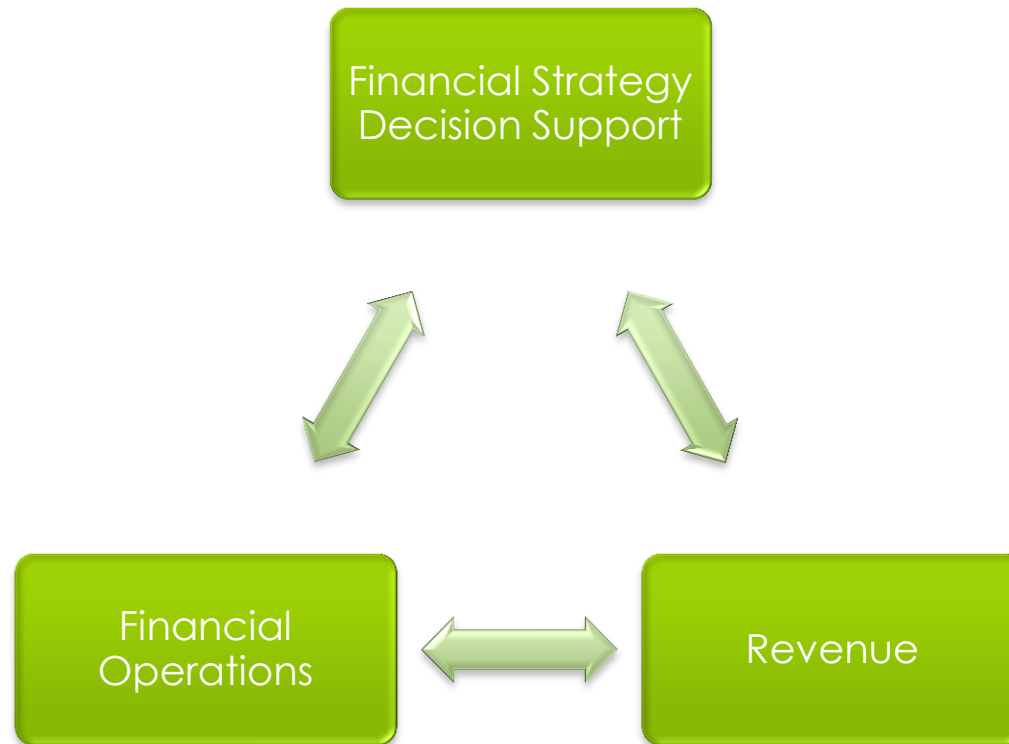 Financial Strategy
Decision Support
Financial
Operations
Revenue